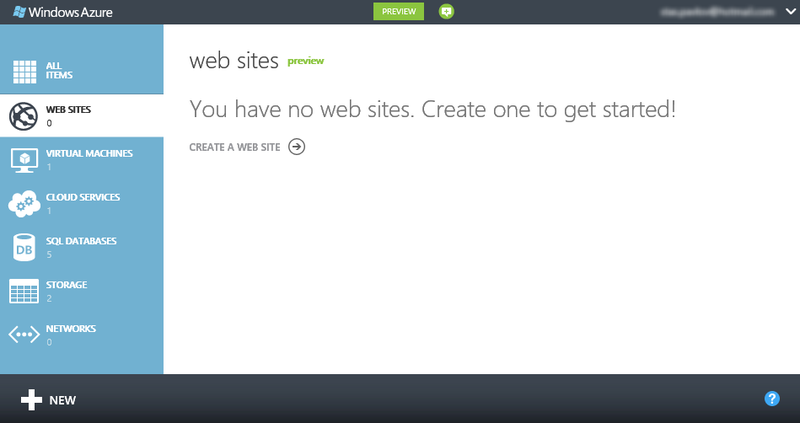 Windows Azure
PREVIEW
ALL
ITEMS
WEB SITES
0
VIRTUAL MACHINES
1
CLOUD SERVICES
1
DB
SQL DATABASES
5
STORAGE
2
NETWORKS
0
web sites preview
You have no web sites. Create one to get started!
CREATE A WEB SITE
NEW
?